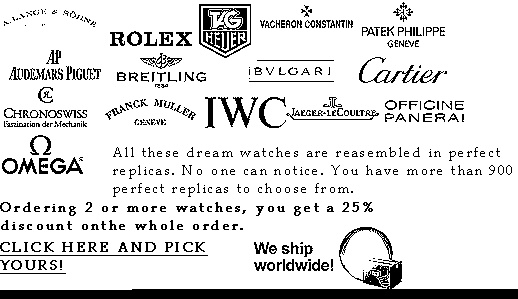 A. LANGE & SÖHNE
ROLEX
TAG
HEUER
VACHERON CONSTANTIN
PATEK PHILIPPE
GENEVE
AP
AUDEMARS PIGUET
BREITLING
1884
BVLGARI
Cartier
CHRONOSWISS
Faszination der Mechanik
FRANCK MULLER
GENEVE
IWC
JAEGER-LECOULTRE
OFFICINE
PANERAI
Ω
OMEGA
All these dream watches are reasembled in perfect
replicas. No one can notice. You have more than 900
perfect replicas to choose from.
Ordering 2 or more watches, you get a 25%
discount onthe whole order.
CLICK HERE AND PICK
YOURS!
We ship
worldwide!